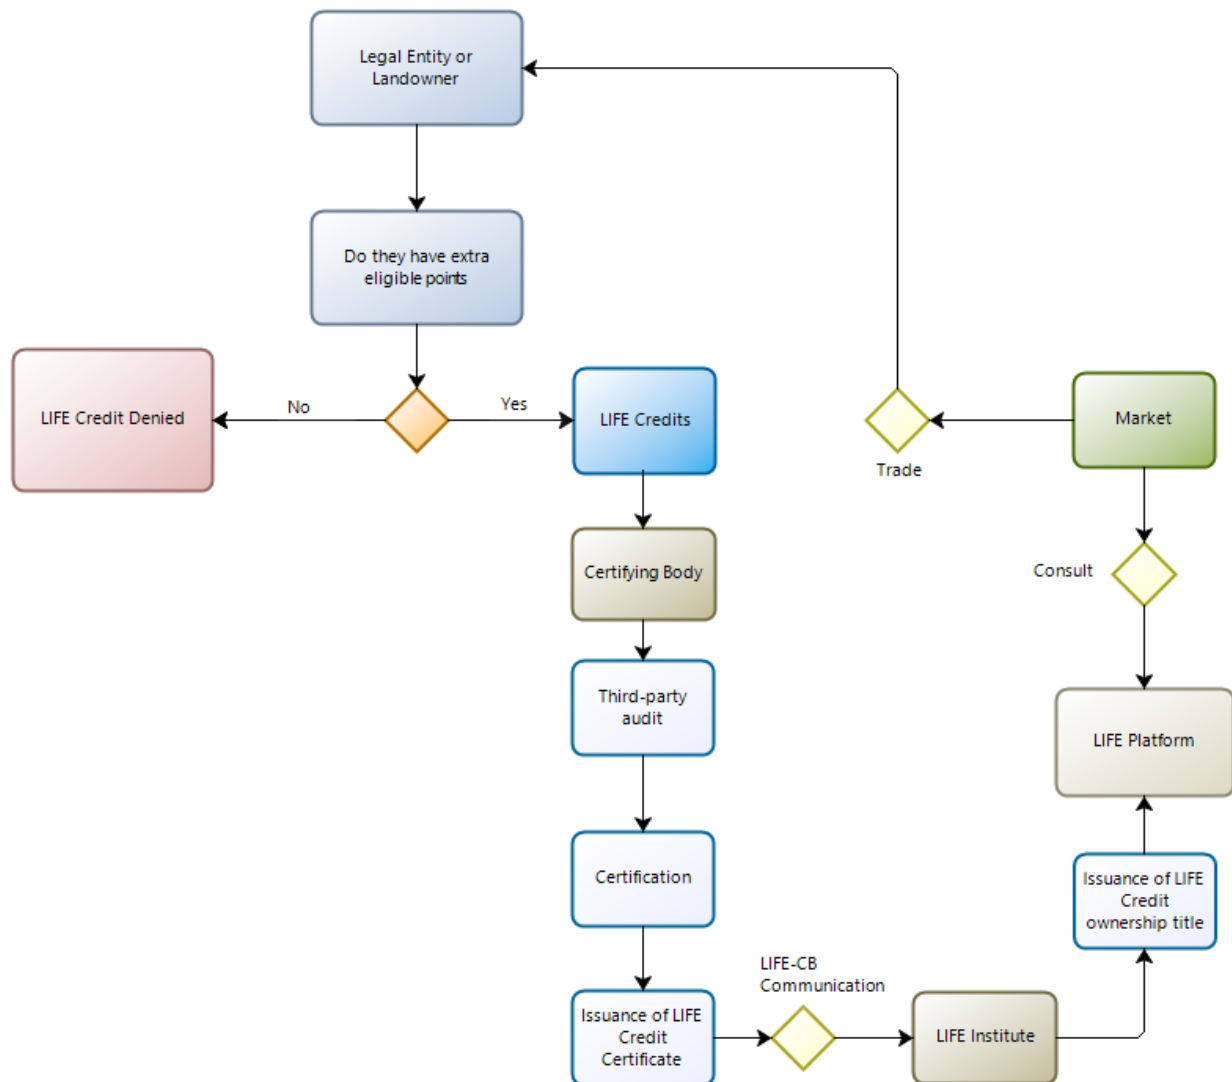 Legal Entity or
Landowner
Do they have extra
eligible points
LIFE Credit Denied
No
Yes
LIFE Credits
Trade
Market
Certifying Body
Consult
Third-party
audit
LIFE Platform
Certification
Issuance of LIFE
Credit
ownership title
LIFE-CB
Communication
Issuance of LIFE
Credit
Certificate
LIFE Institute